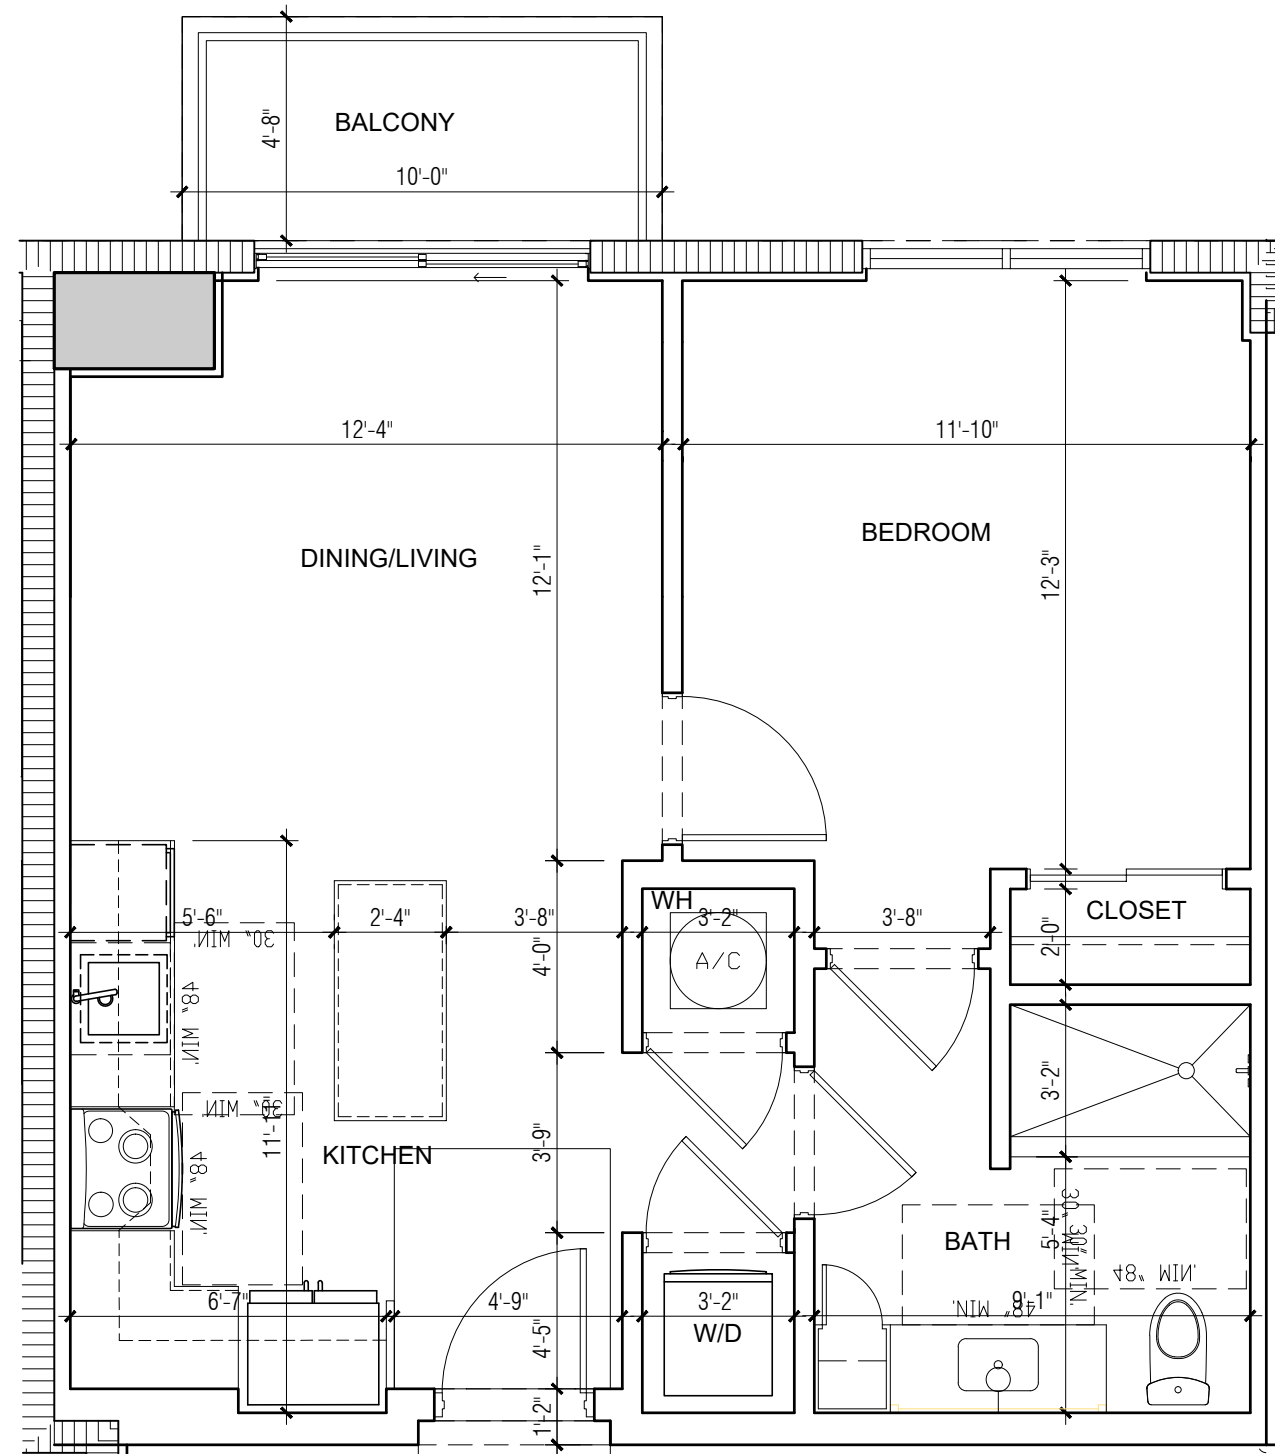 BALCONY
4'-8"
10'-0"
12'-4"
11'-10"
BEDROOM
DINING/LIVING
12'-1"
12'-3"
WH
CLOSET
5'-6"
2'-4"
3'-8"
3'-2"
3'-8"
30" MIN.
2'-0"
4'-0"
A/C
48" MIN.
3'-2"
30" MIN.
11'-1"
KITCHEN
3'-9"
48" MIN.
30" MIN.
30" MIN.
5'-4"
BATH
48" MIN.
6'-7"
4'-9"
3'-2"
48" MIN.
9'-1"
W/D
4'-5"
1'-2"